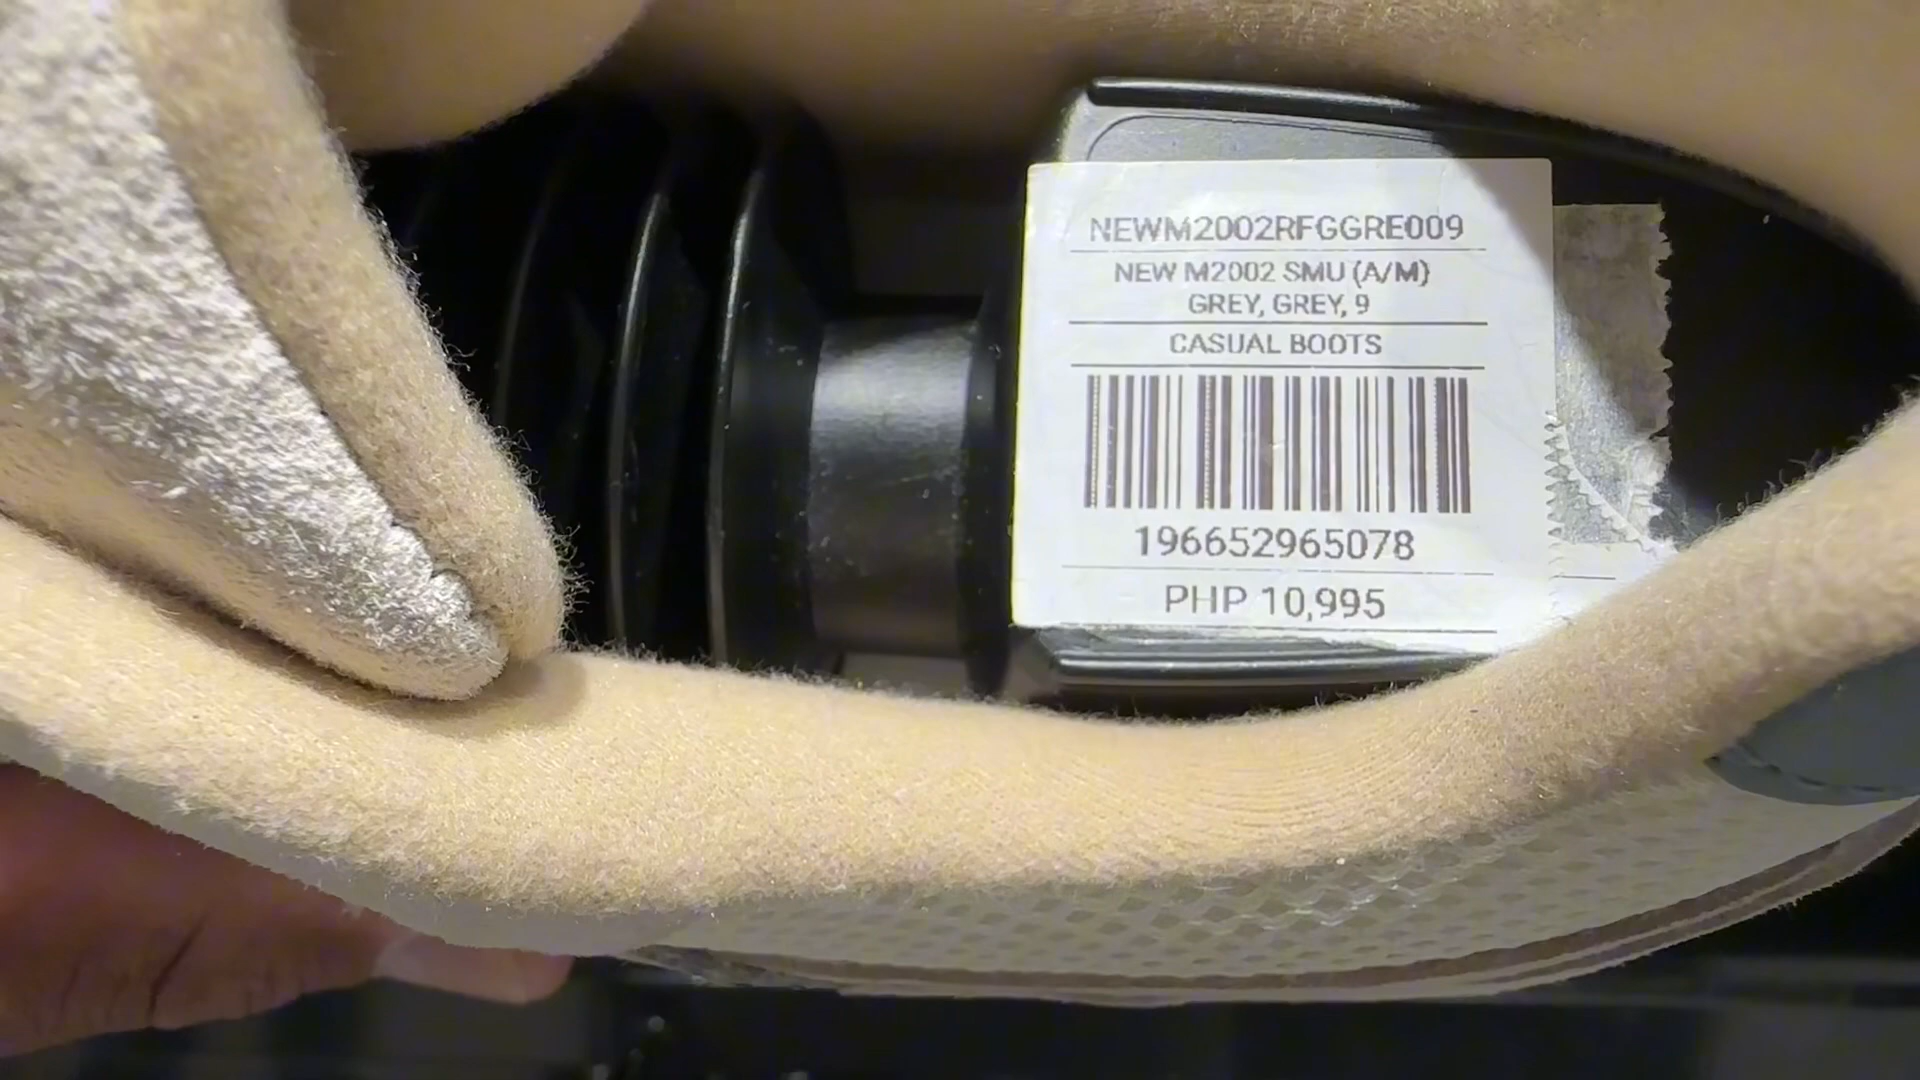 NEWM2002RFGGRE009
NEW M2002 SMU (A/M)
GREY, GREY, 9
CASUAL BOOTS
196652965078
PHP 10,995